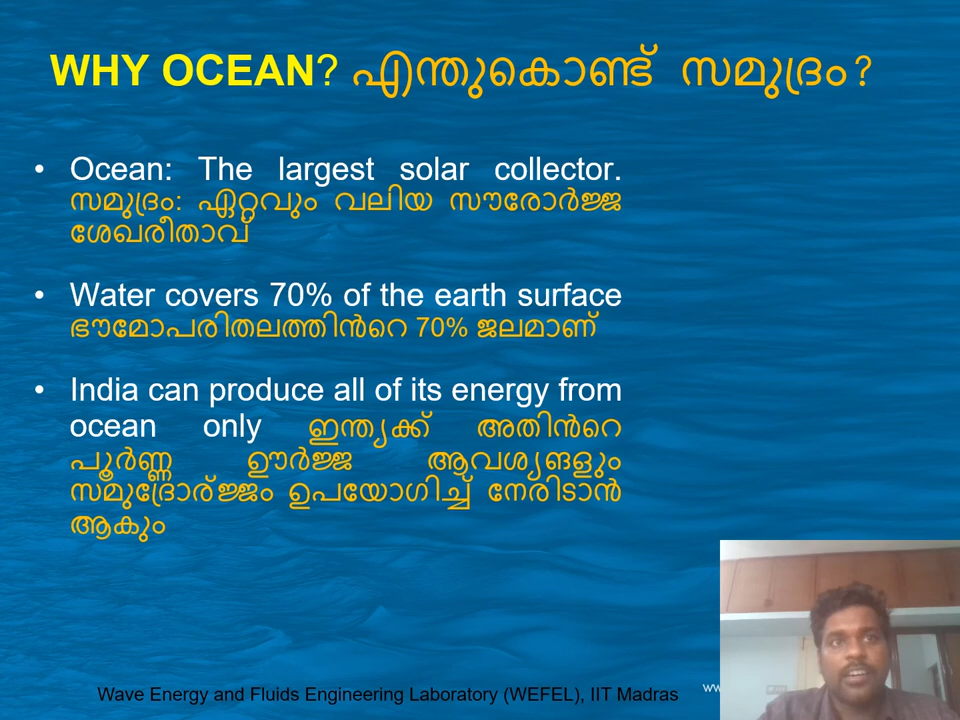 WHY OCEAN? എന്തുകൊണ്ട് സമുദ്രം?
• Ocean: The largest solar collector.
സമുദ്രം: ഏറ്റവും വലിയ സൗരോർജ്ജ
ശേഖരീതാവ്
• Water covers 70% of the earth surface
ഭൗമോപരിതലത്തിൻറെ 70% ജലമാണ്
• India can produce all of its energy from
ocean only ഇന്ത്യക്ക് അതിൻറെ
പൂർണ്ണ ഊർജ്ജ ആവശ്യങളും
സമുദ്രോര്ജ്ജം ഉപയോഗിച്ച് നേരിടാൻ
ആകും
Wave Energy and Fluids Engineering Laboratory (WEFEL), IIT Madras